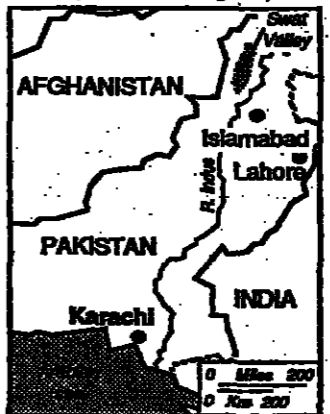 Swat
Valley
AFGHANISTAN
Islamabad
Lahore
R. Indus
PAKISTAN
INDIA
Karachi
0 Miles 200
0 Km 200